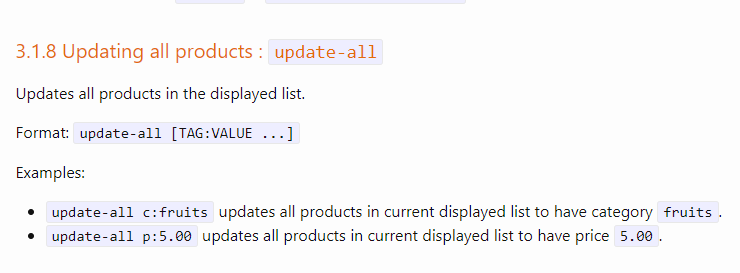 3.1.8 Updating all products : update-all
Updates all products in the displayed list.
Format: update-all [TAG:VALUE ...]
Examples:
• update-all c:fruits updates all products in current displayed list to have category fruits.
• update-all p:5.00 updates all products in current displayed list to have price 5.00.